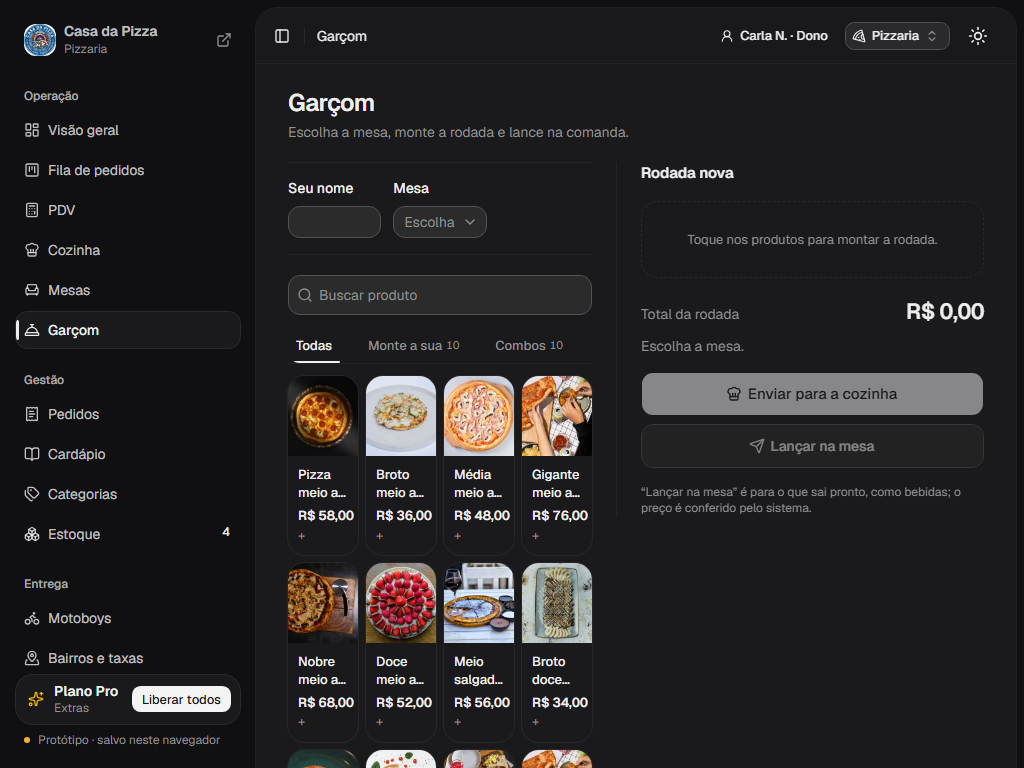 Casa da Pizza
Pizzaria
Operação
Visão geral
Fila de pedidos
PDV
Cozinha
Mesas
Garçom
Gestão
Pedidos
Cardápio
Categorias
Estoque 4
Entrega
Motoboys
Bairros e taxas
Plano Pro
Extras
Liberar todos
Protótipo · salvo neste navegador
Garçom
Carla N. · Dono
Pizzaria
Garçom
Escolha a mesa, monte a rodada e lance na comanda.
Seu nome
Mesa
Escolha
Buscar produto
Todas
Monte a sua 10
Combos 10
Pizza
meio a...
R$ 58,00
+
Broto
meio a...
R$ 36,00
+
Média
meio a...
R$ 48,00
+
Gigante
meio a...
R$ 76,00
+
Nobre
meio a...
R$ 68,00
+
Doce
meio a...
R$ 52,00
+
Meio
salgad...
R$ 56,00
+
Broto
doce...
R$ 34,00
+
Rodada nova
Toque nos produtos para montar a rodada.
Total da rodada R$ 0,00
Escolha a mesa.
Enviar para a cozinha
Lançar na mesa
“Lançar na mesa” é para o que sai pronto, como bebidas; o
preço é conferido pelo sistema.